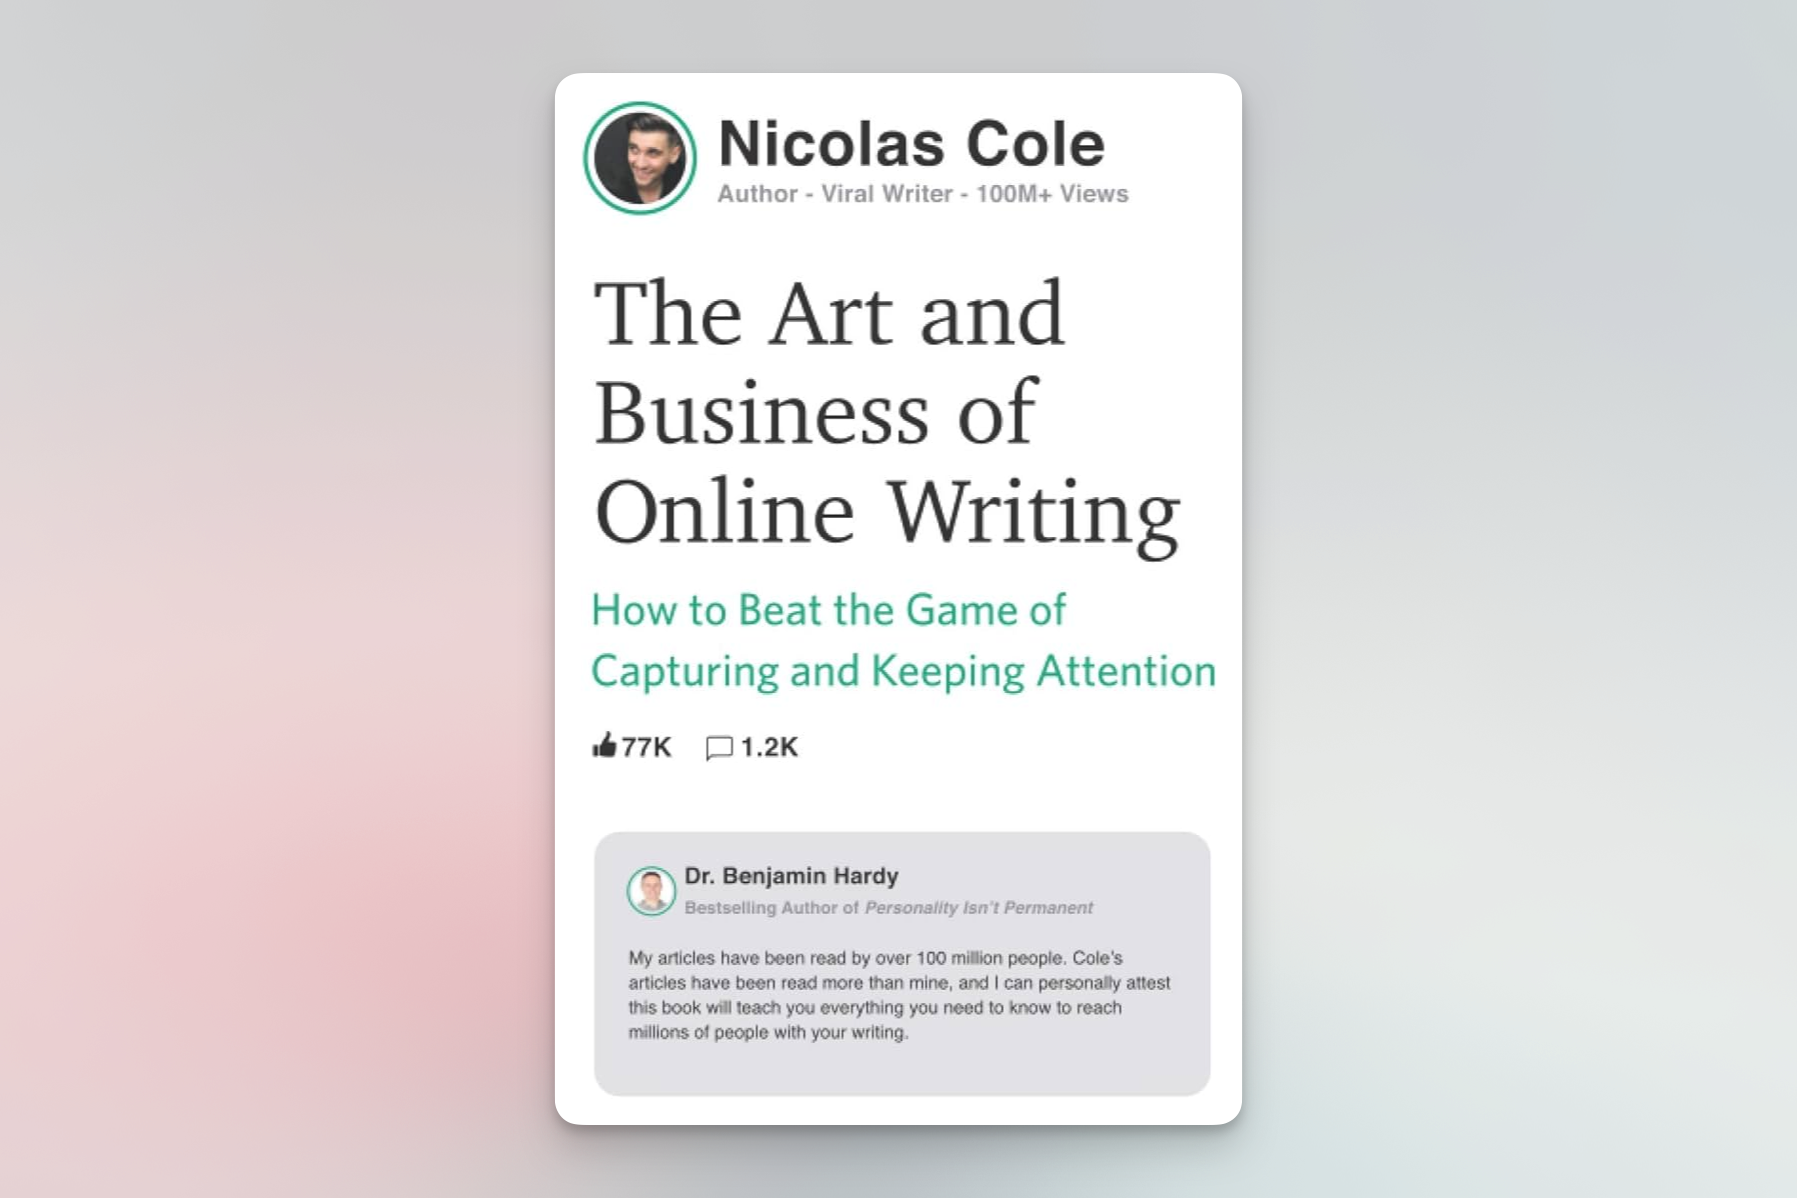 Nicolas Cole
Author - Viral Writer - 100M+ Views
The Art and
Business of
Online Writing
How to Beat the Game of
Capturing and Keeping Attention
77K 1.2K
Dr. Benjamin Hardy
Bestselling Author of Personality Isn't Permanent
My articles have been read by over 100 million people. Cole's
articles have been read more than mine, and I can personally attest
this book will teach you everything you need to know to reach
millions of people with your writing.